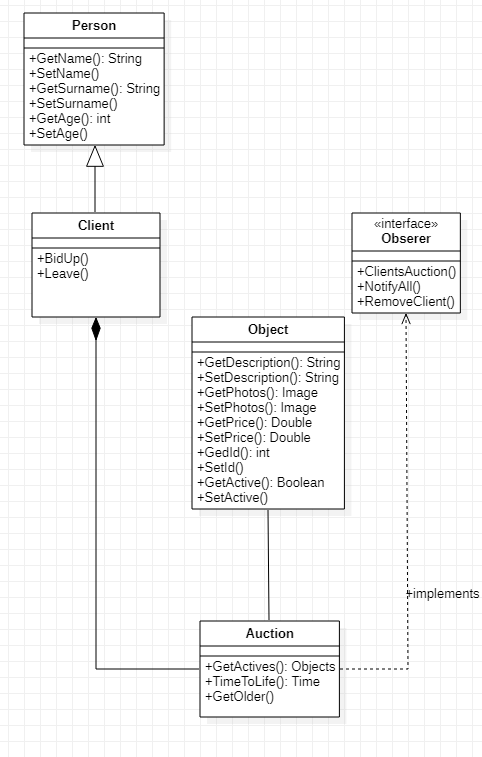 Person
+GetName(): String
+SetName()
+GetSurname(): String
+SetSurname()
+GetAge(): int
+SetAge()
Client
+BidUp()
+Leave()
«interface»
Obserer
+ClientsAuction()
+NotifyAll()
+RemoveClient()
Object
+GetDescription(): String
+SetDescription(): String
+GetPhotos(): Image
+SetPhotos(): Image
+GetPrice(): Double
+SetPrice(): Double
+GedId(): int
+SetId()
+GetActive(): Boolean
+SetActive()
+implements
Auction
+GetActives(): Objects
+TimeToLife(): Time
+GetOlder()